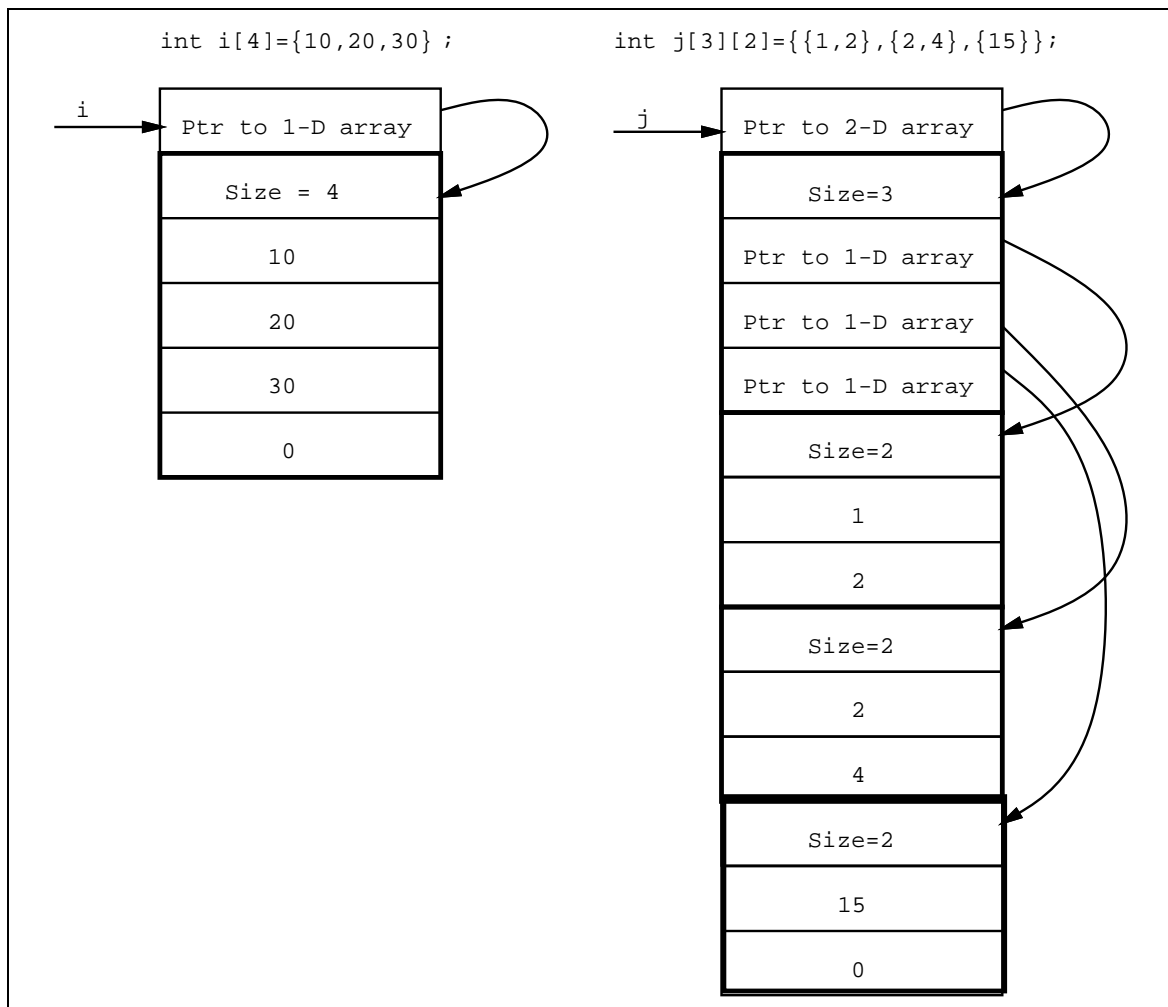 int i[4]={10,20,30} ;
i
Ptr to 1-D array
Size = 4
10
20
30
0
int j[3][2]={{1,2},{2,4},{15}};
j
Ptr to 2-D array
Size=3
Ptr to 1-D array
Ptr to 1-D array
Ptr to 1-D array
Size=2
1
2
Size=2
2
4
Size=2
15
0